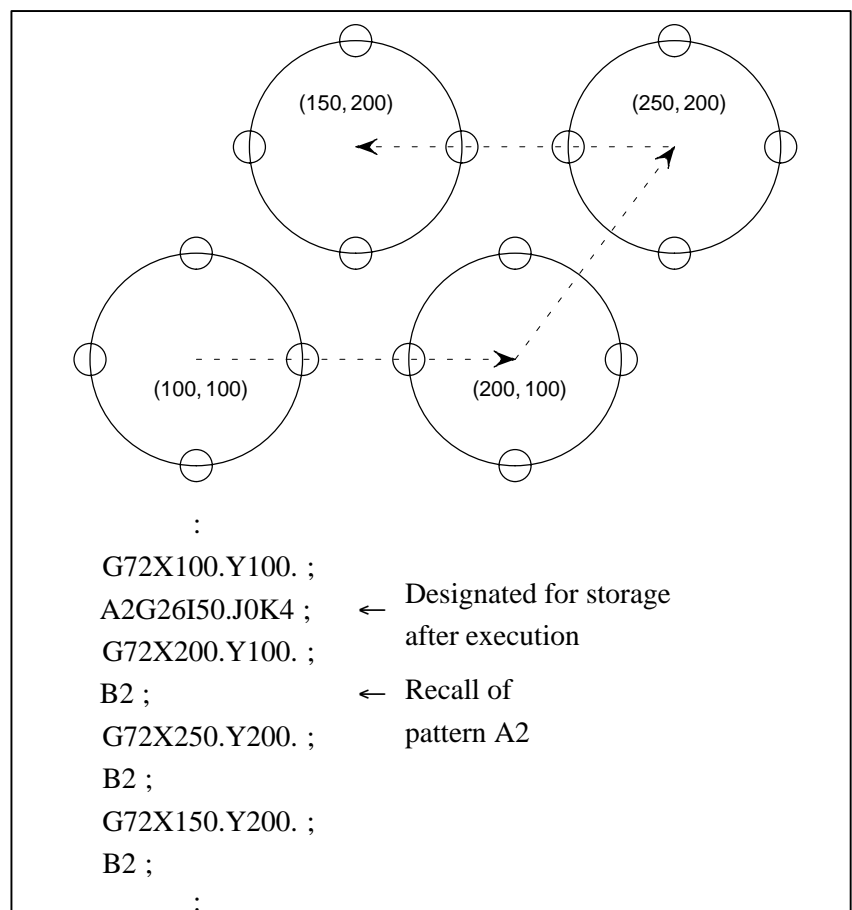 (150, 200)
(250, 200)
(100, 100)
(200, 100)
:
G72X100.Y100. ;
A2G26I50.J0K4 ; ← Designated for storage
after execution
G72X200.Y100. ;
B2 ; ← Recall of
pattern A2
G72X250.Y200. ;
B2 ;
G72X150.Y200. ;
B2 ;
: